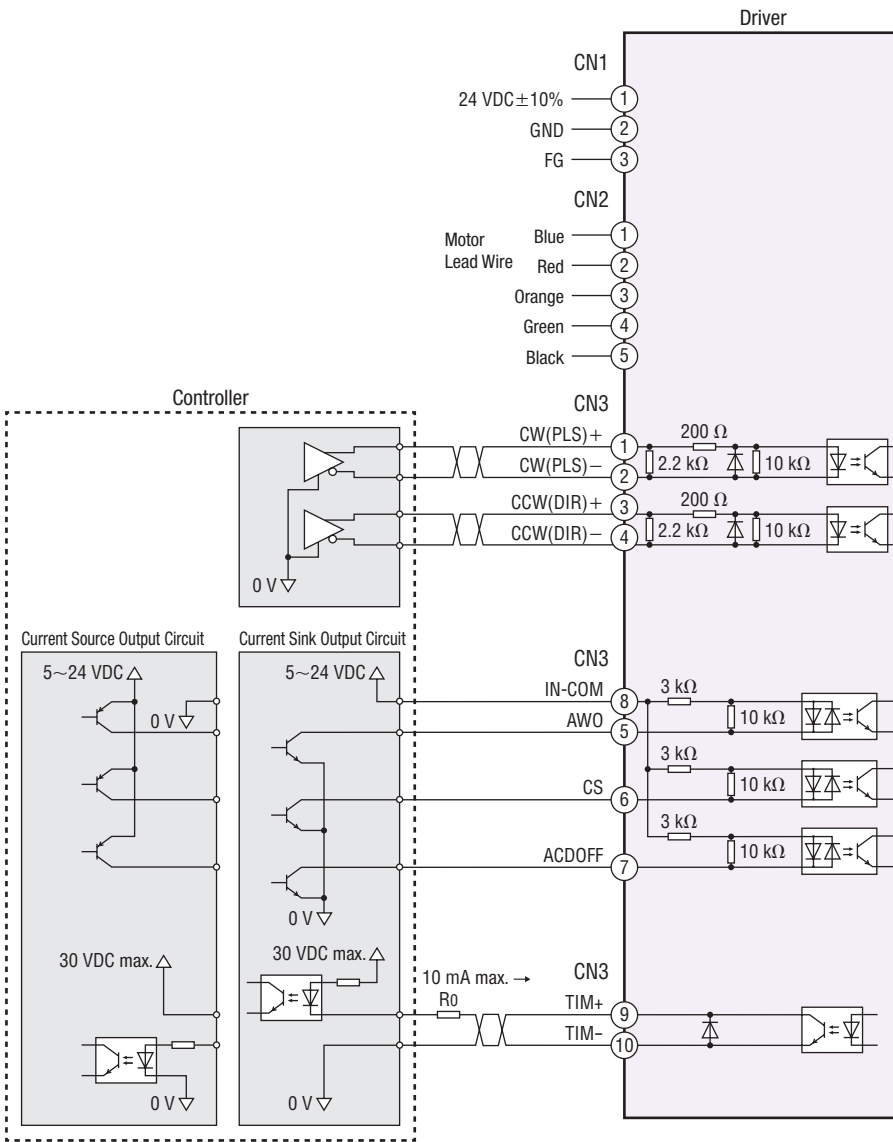 Driver
CN1
24 VDC±10%
1
GND
2
FG
3
CN2
Motor
Lead Wire
Blue
1
Red
2
Orange
3
Green
4
Black
5
Controller
CN3
CW(PLS)+
1
200 Ω
CW(PLS)−
2
2.2 kΩ
10 kΩ
CCW(DIR)+
3
200 Ω
CCW(DIR)−
4
2.2 kΩ
10 kΩ
0 V
Current Source Output Circuit
Current Sink Output Circuit
CN3
5~24 VDC
5~24 VDC
IN-COM
8
3 kΩ
0 V
AWO
5
10 kΩ
3 kΩ
CS
6
10 kΩ
3 kΩ
ACDOFF
7
10 kΩ
0 V
30 VDC max.
30 VDC max.
10 mA max. →
CN3
R0
TIM+
9
TIM-
10
0 V
0 V